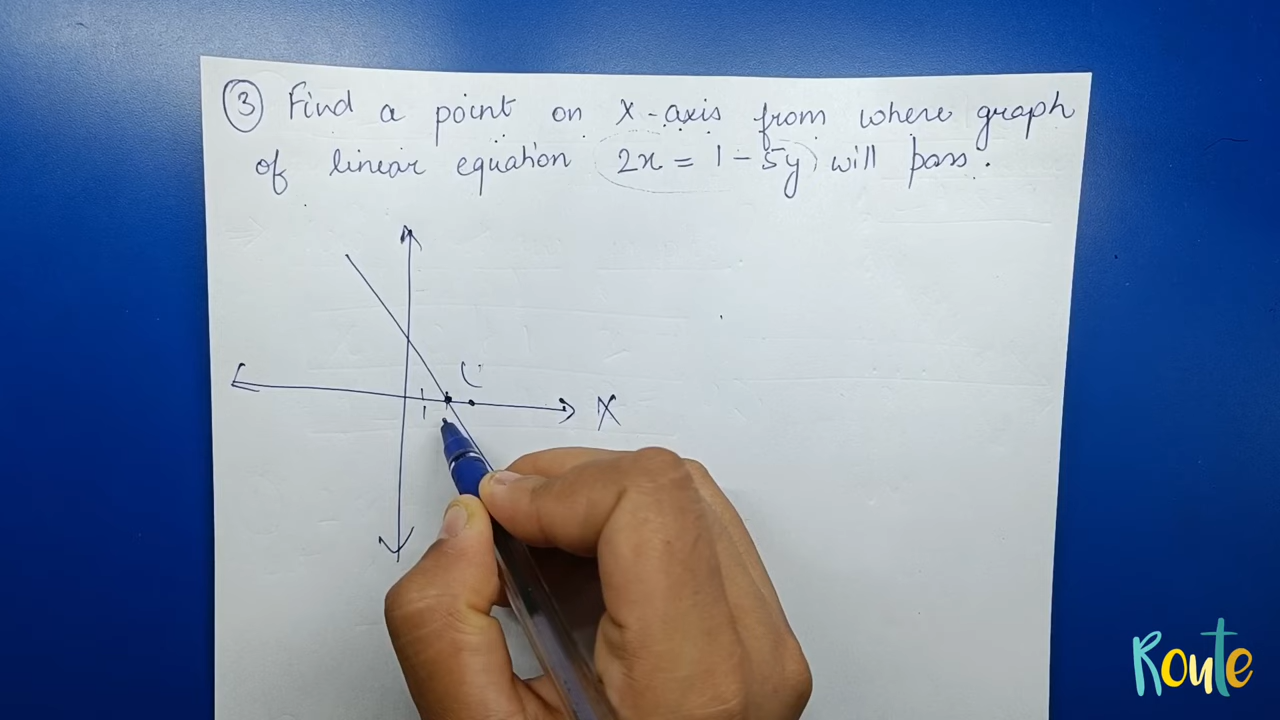 ③ Find a point on X-axis from where graph
of linear equation 2x = 1 - 5y will pass.
X
Route